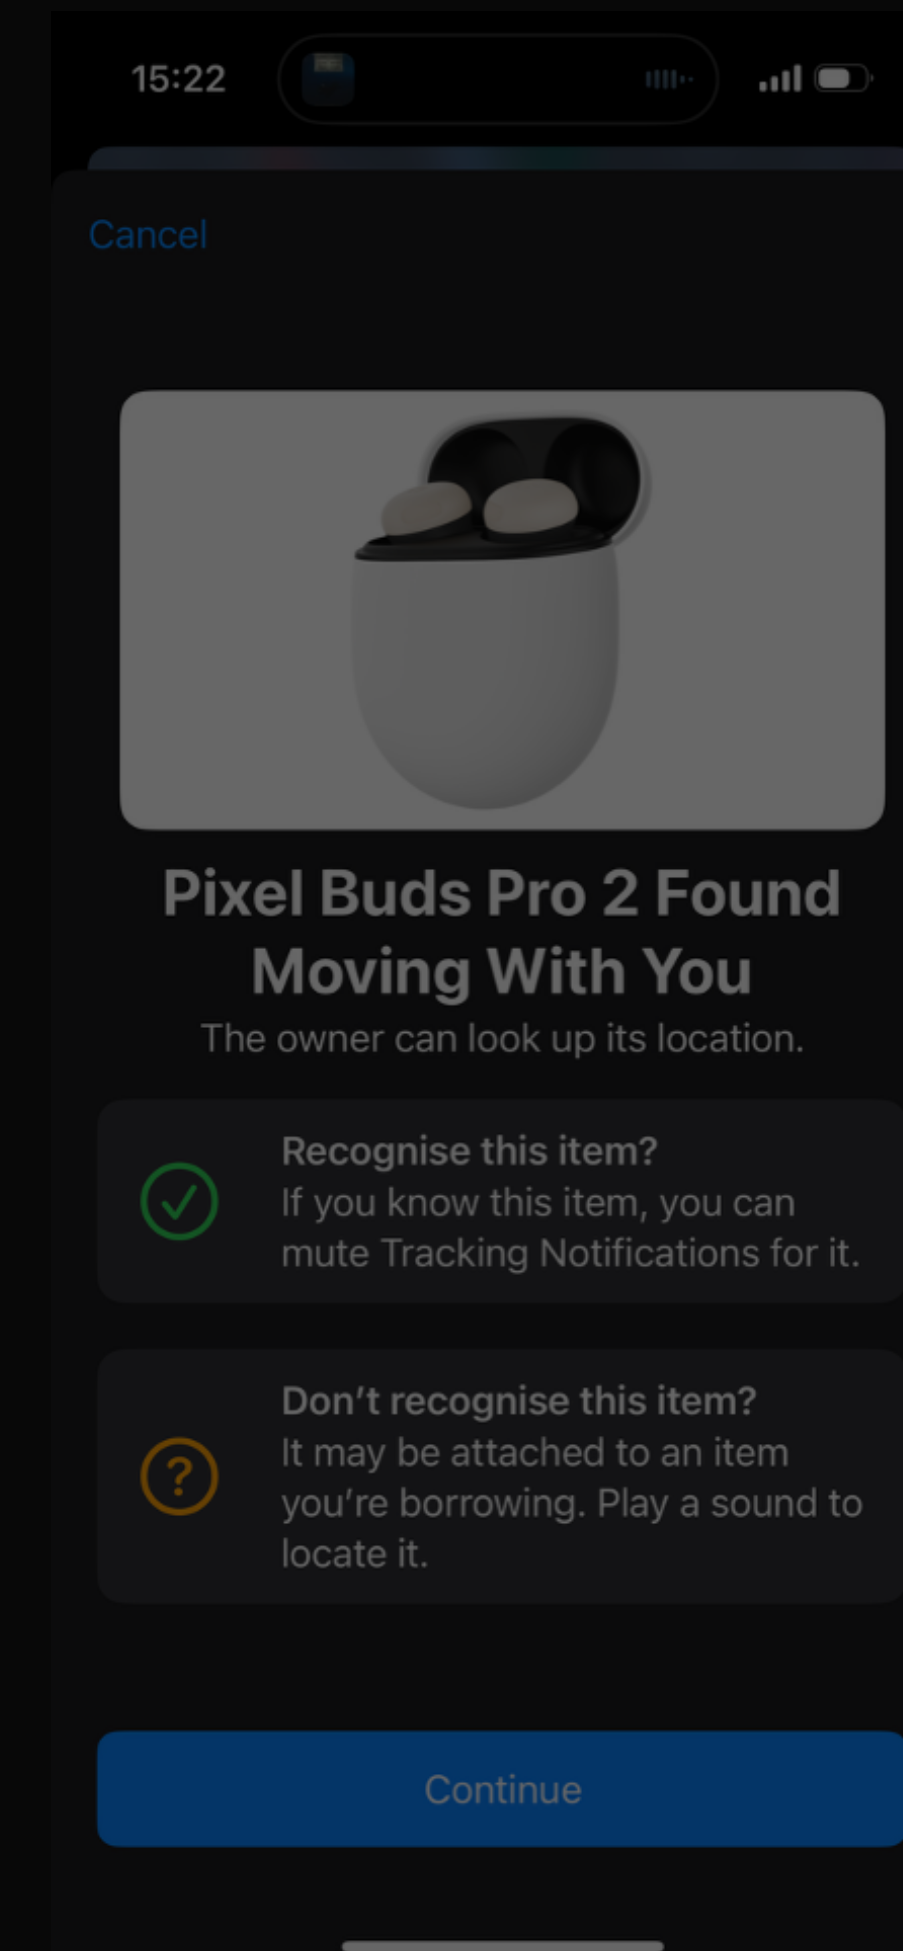 15:22
Cancel
Pixel Buds Pro 2 Found
Moving With You
The owner can look up its location.
Recognise this item?
If you know this item, you can
mute Tracking Notifications for it.
Don’t recognise this item?
It may be attached to an item
you’re borrowing. Play a sound to
locate it.
Continue